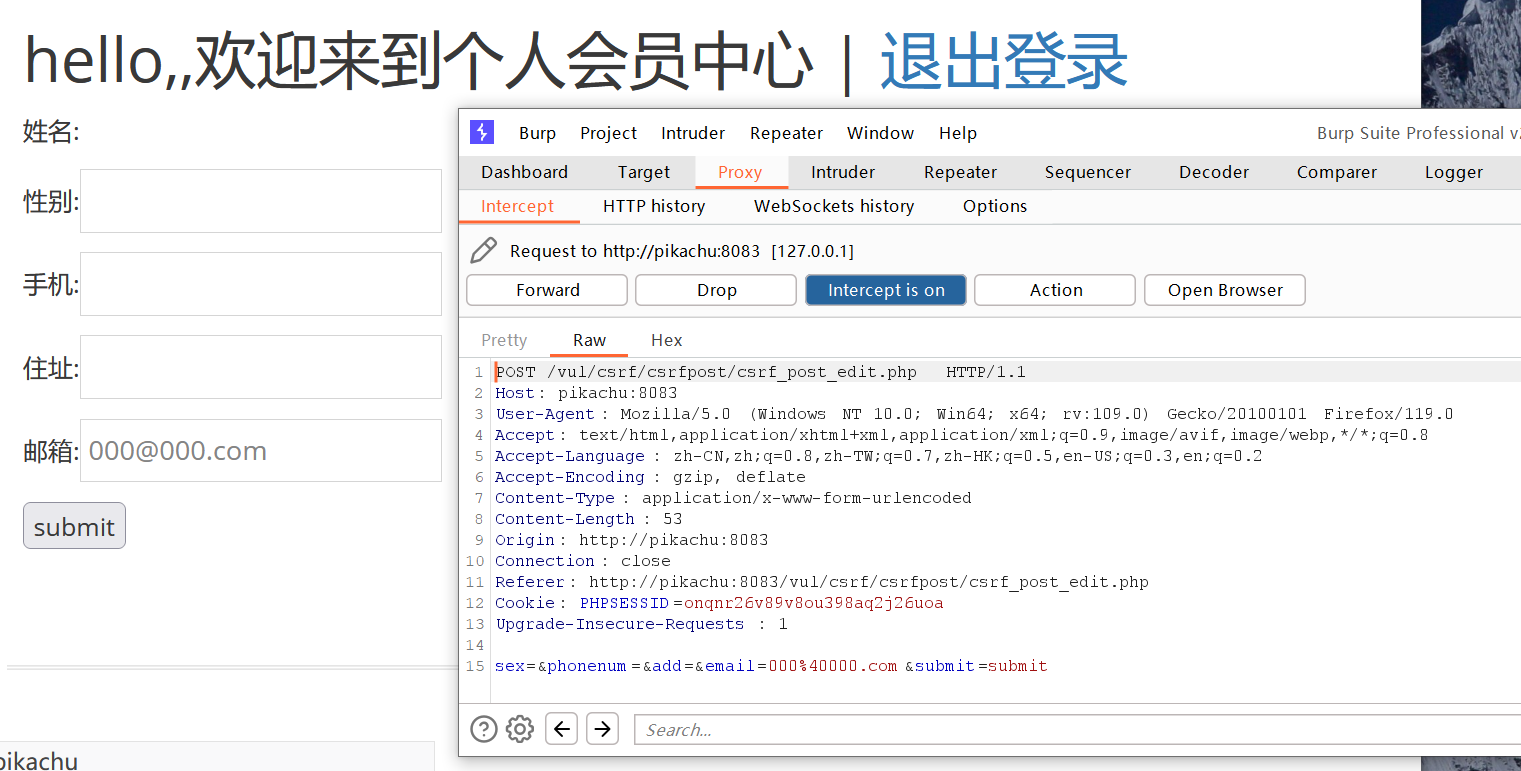 hello,,欢迎来到个人会员中心 | 退出登录
姓名:
性别:
手机:
住址:
邮箱: 000@000.com
submit
pikachu
Burp Project Intruder Repeater Window Help Burp Suite Professional v2
Dashboard Target Proxy Intruder Repeater Sequencer Decoder Comparer Logger
Intercept HTTP history WebSockets history Options
Request to http://pikachu:8083 [127.0.0.1]
Forward Drop Intercept is on Action Open Browser
Pretty Raw Hex
1 POST /vul/csrf/csrfpost/csrf_post_edit.php HTTP/1.1
2 Host: pikachu:8083
3 User-Agent: Mozilla/5.0 (Windows NT 10.0; Win64; x64; rv:109.0) Gecko/20100101 Firefox/119.0
4 Accept: text/html,application/xhtml+xml,application/xml;q=0.9,image/avif,image/webp,*/*;q=0.8
5 Accept-Language: zh-CN,zh;q=0.8,zh-TW;q=0.7,zh-HK;q=0.5,en-US;q=0.3,en;q=0.2
6 Accept-Encoding: gzip, deflate
7 Content-Type: application/x-www-form-urlencoded
8 Content-Length: 53
9 Origin: http://pikachu:8083
10 Connection: close
11 Referer: http://pikachu:8083/vul/csrf/csrfpost/csrf_post_edit.php
12 Cookie: PHPSESSID=onqnr26v89v8ou398aq2j26uoa
13 Upgrade-Insecure-Requests: 1
14
15 sex=&phonenum=&add=&email=000%40000.com&submit=submit
Search...